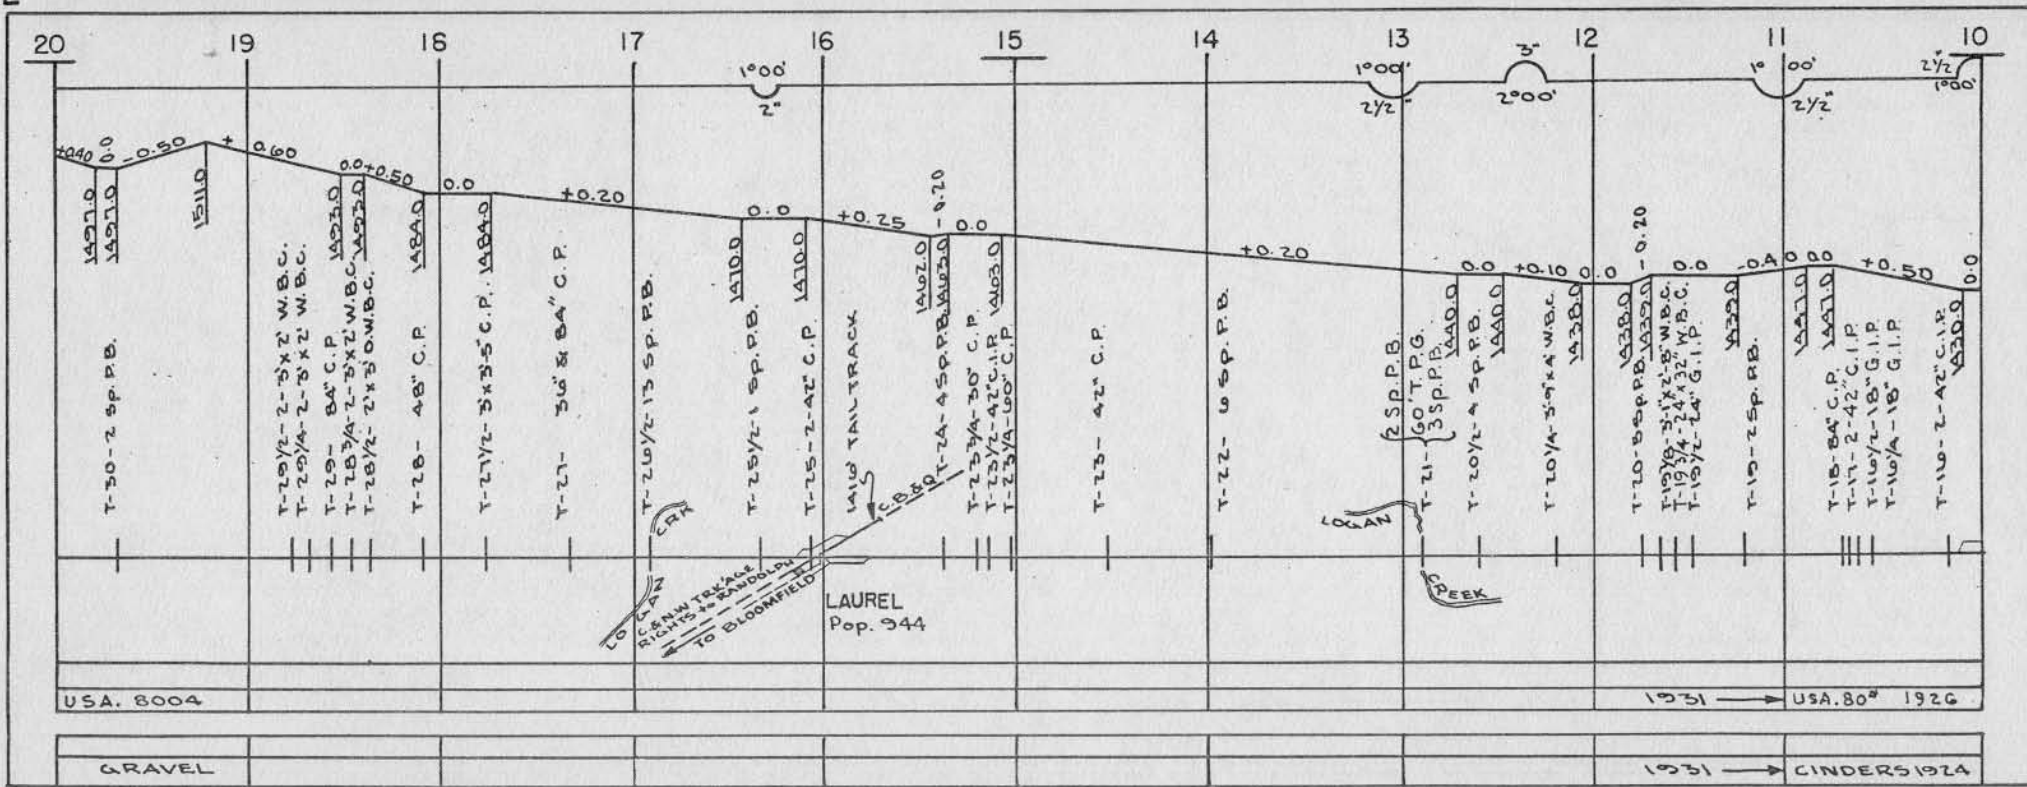 20 19 18 17 16 15 14 13 12 11 10
1°00'
2"
1°00'
2½"
3"
2°00'
1° 00'
2½"
2½"
1°00'
+0.40 0.0 -0.50 + 0.60 0.0 +0.50 0.0 +0.20 0.0 +0.25 -0.20 0.0 +0.20 0.0 +0.10 0.0 -0.20 0.0 -0.40 0.0 +0.50 0.0
1497.0
1497.0
1511.0
1493.0
1493.0
1484.0
1484.0
1470.0
1470.0
1462.0
1463.0
1463.0
1440.0
1440.0
1438.0
1438.0
1439.0
1439.0
1447.0
1447.0
1430.0
T-30-2 Sp. P.B.
T-29½-2-3'x2' W.B.C.
T-29¼-2-3'x2' W.B.C.
T-29- 84" C.P.
T-28¾-2-3'x2' W.B.C.
T-28½-2'x3' O.W.B.C.
T-28- 48" C.P.
T-27½-3'x3'-5" C.P.
T-27- 36" & 84" C.P.
T-26½-13 Sp. P.B.
T-25½-1 Sp. P.B.
T-25-2-42" C.P.
1416' TAIL TRACK
T-24-4 Sp. P.B.
T-23¾-30" C.P.
T-23½-42" C.I.P.
T-23¼-60" C.P.
T-23-42" C.P.
T-22-6 Sp. P.B.
T-21-
2 Sp. P.B.
60' T.P.G.
3 Sp. P.B.
T-20½-4 Sp. P.B.
T-20¼-3'9"x4' W.B.C.
T-20-5 Sp. P.B.
T-19¾-24"x32" W.B.C.
T-19½-24" G.I.P.
T-19-2 Sp. P.B.
T-18-84" C.P.
T-17-2-42" C.I.P.
T-16½-18" G.I.P.
T-16¼-18" G.I.P.
T-16-2-42" C.I.P.
LOGAN
CRK
C.B.&Q.
C.&N.W. TRK'AGE
RIGHTS to RANDOLPH
TO BLOOMFIELD
LAUREL
Pop. 944
LOGAN
CREEK
USA. 8004
1931 → USA. 80# 1926
GRAVEL
1931 → CINDERS 1924